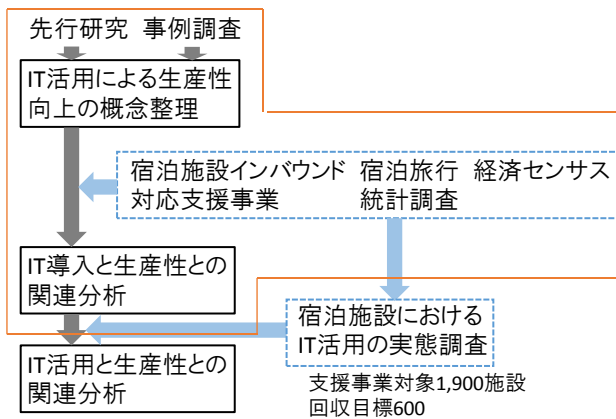 先行研究 事例調査
IT活用による生産性
向上の概念整理
宿泊施設インバウンド 宿泊旅行 経済センサス
対応支援事業 統計調査
IT導入と生産性との
関連分析
宿泊施設における
IT活用の実態調査
IT活用と生産性との
関連分析
支援事業対象1,900施設
回収目標600